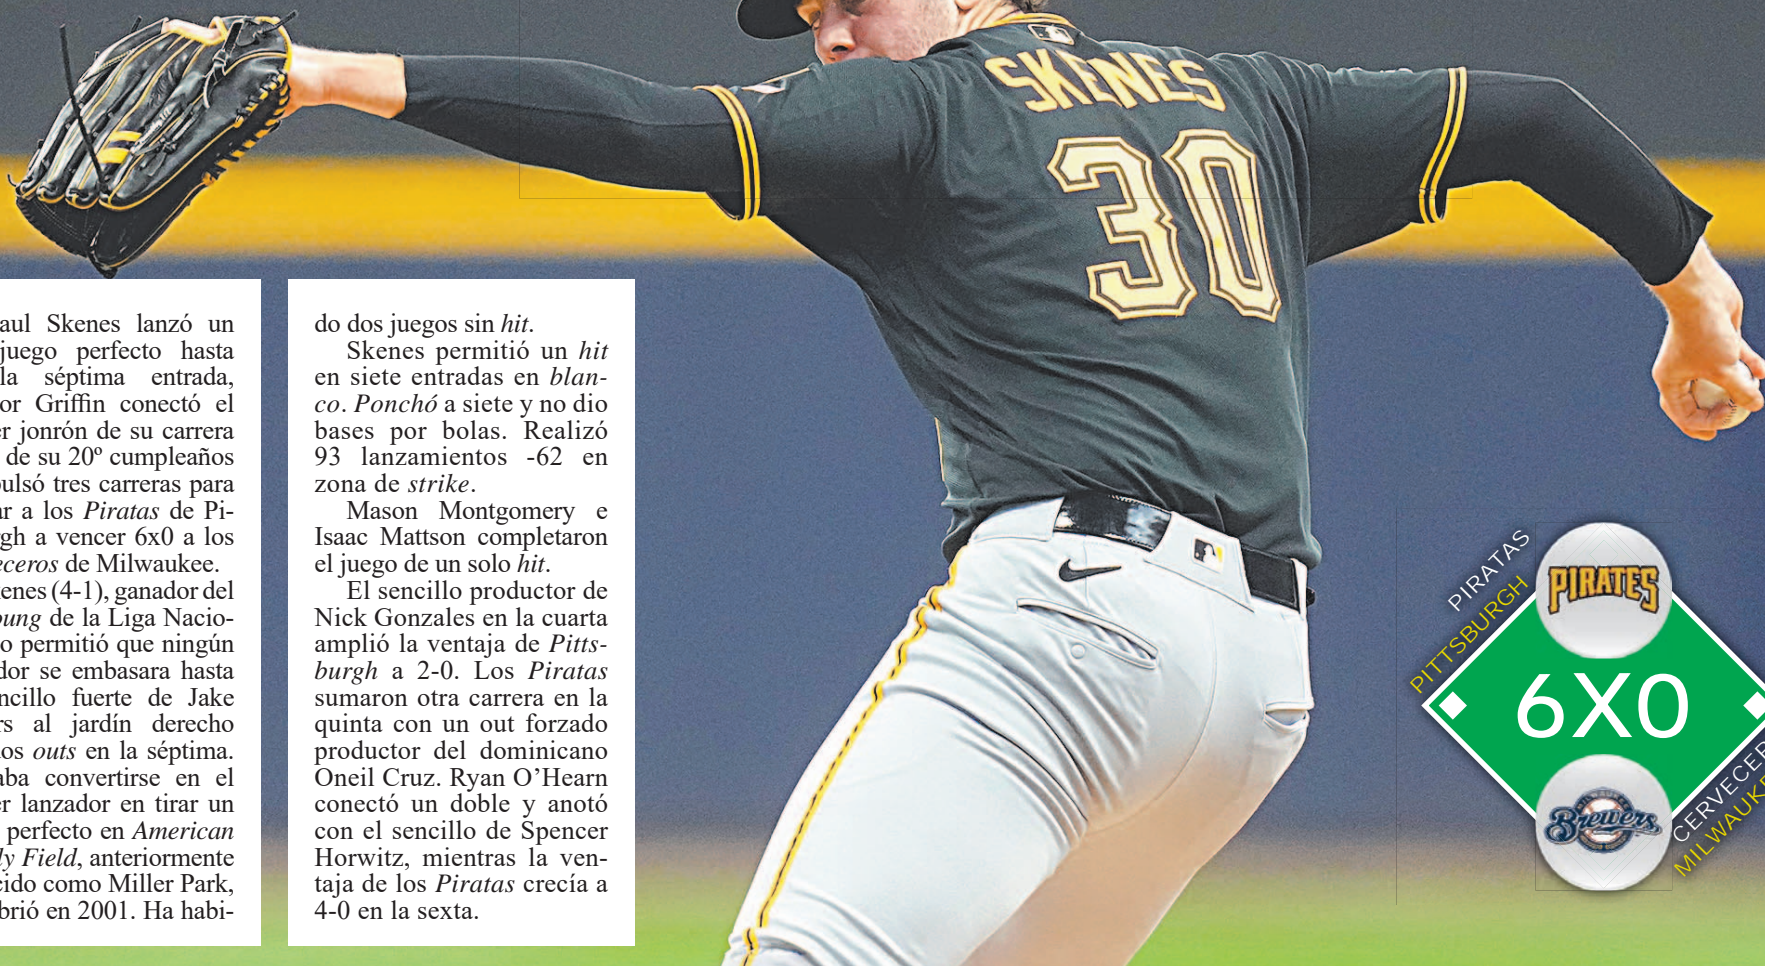 SKENES
30
aul Skenes lanzó un
juego perfecto hasta
la séptima entrada,
or Griffin conectó el
er jonrón de su carrera
de su 20º cumpleaños
pulsó tres carreras para
ar a los Piratas de Pi-
gh a vencer 6x0 a los
eceros de Milwaukee.
enes (4-1), ganador del
oung de la Liga Nacio-
o permitió que ningún
dor se embasara hasta
ncillo fuerte de Jake
rs al jardín derecho
dos outs en la séptima.
aba convertirse en el
er lanzador en tirar un
perfecto en American
ly Field, anteriormente
cido como Miller Park,
brió en 2001. Ha habi-
do dos juegos sin hit.
Skenes permitió un hit
en siete entradas en blan-
co. Ponchó a siete y no dio
bases por bolas. Realizó
93 lanzamientos -62 en
zona de strike.
Mason Montgomery e
Isaac Mattson completaron
el juego de un solo hit.
El sencillo productor de
Nick Gonzales en la cuarta
amplió la ventaja de Pitts-
burgh a 2-0. Los Piratas
sumaron otra carrera en la
quinta con un out forzado
productor del dominicano
Oneil Cruz. Ryan O’Hearn
conectó un doble y anotó
con el sencillo de Spencer
Horwitz, mientras la ven-
taja de los Piratas crecía a
4-0 en la sexta.
PIRATAS
PITTSBURGH
PIRATES
6X0
MILWAUKEE
Brewers
CERVECER
MILWAUKE